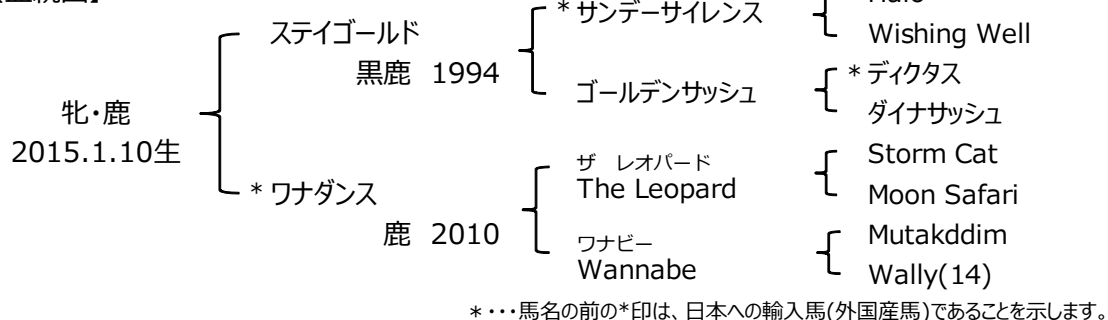 *サンデーサイレンス
Wishing Well
ステイゴールド
黒鹿 1994
*ディクタス
ゴールデンサッシュ
ダイナサッシュ
牝・鹿
2015.1.10生
ザ レオパード
The Leopard
Storm Cat
Moon Safari
*ワナダンス
鹿 2010
ワナビー
Wannabe
Mutakddim
Wally(14)
*・・・馬名の前の*印は、日本への輸入馬(外国産馬)であることを示します。